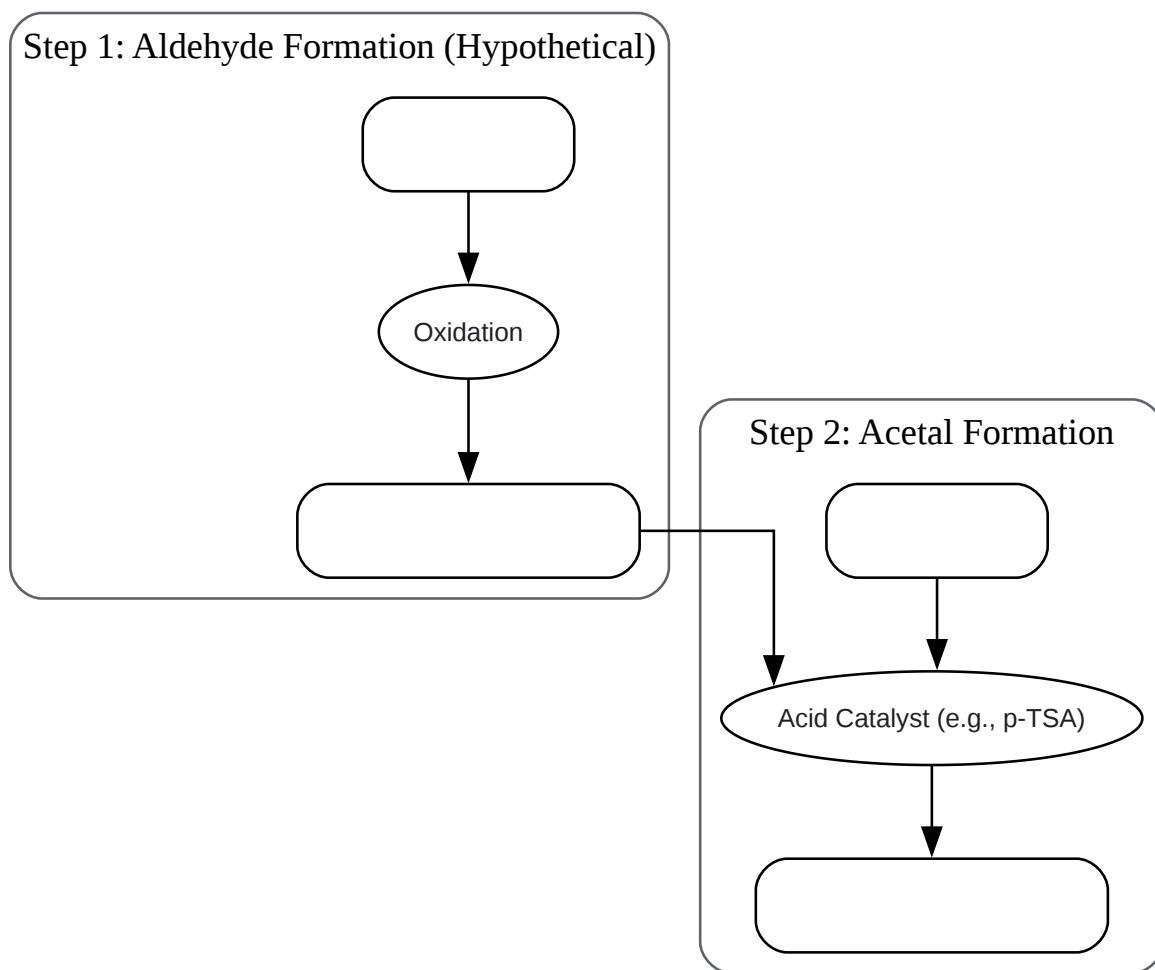 Step 1: Aldehyde Formation (Hypothetical)
Oxidation
Step 2: Acetal Formation
Acid Catalyst (e.g., p-TSA)